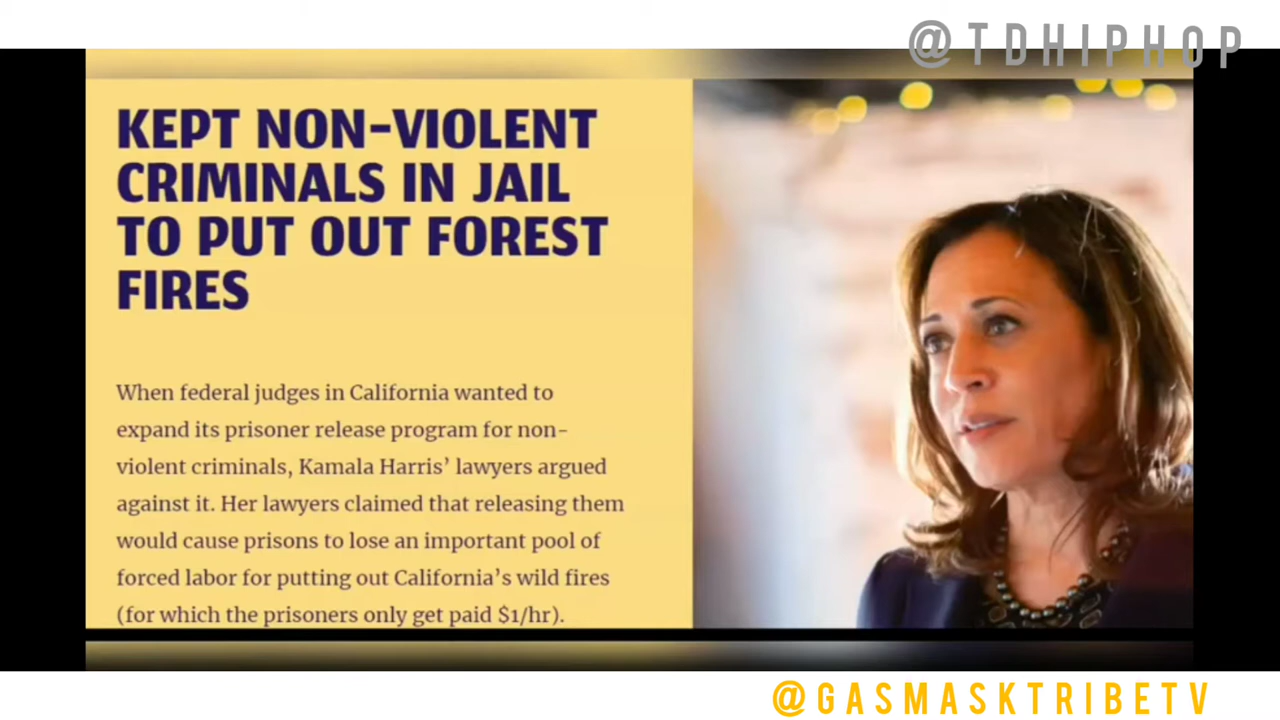 @TDHIPHOP
KEPT NON-VIOLENT
CRIMINALS IN JAIL
TO PUT OUT FOREST
FIRES
When federal judges in California wanted to
expand its prisoner release program for non-
violent criminals, Kamala Harris’ lawyers argued
against it. Her lawyers claimed that releasing them
would cause prisons to lose an important pool of
forced labor for putting out California’s wild fires
(for which the prisoners only get paid $1/hr).
@GASMASKTRIBETV